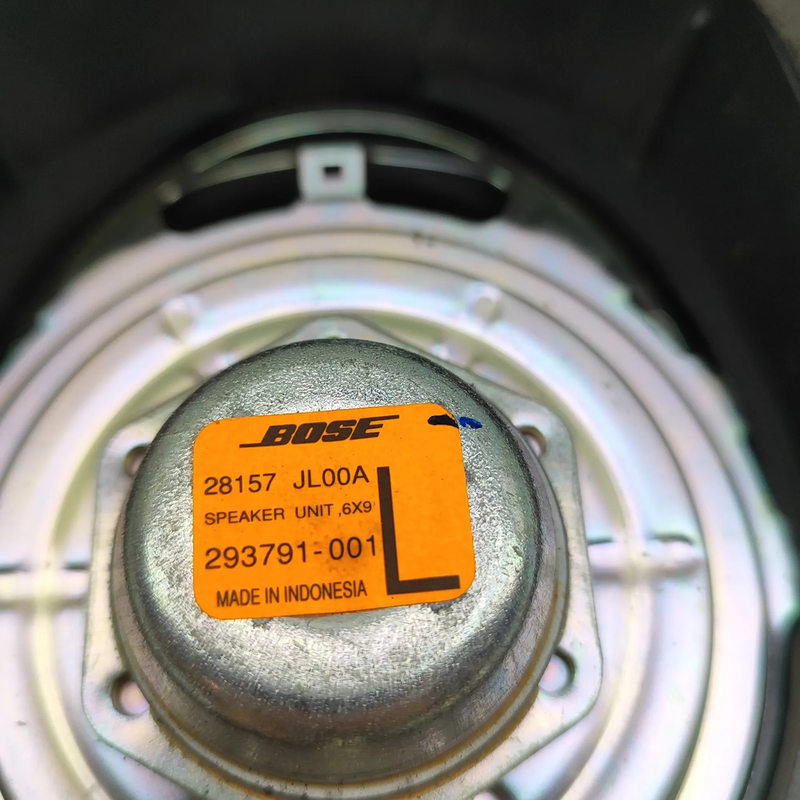 BOSE
28157 JL00A
SPEAKER UNIT ,6X9
293791-001
L
MADE IN INDONESIA